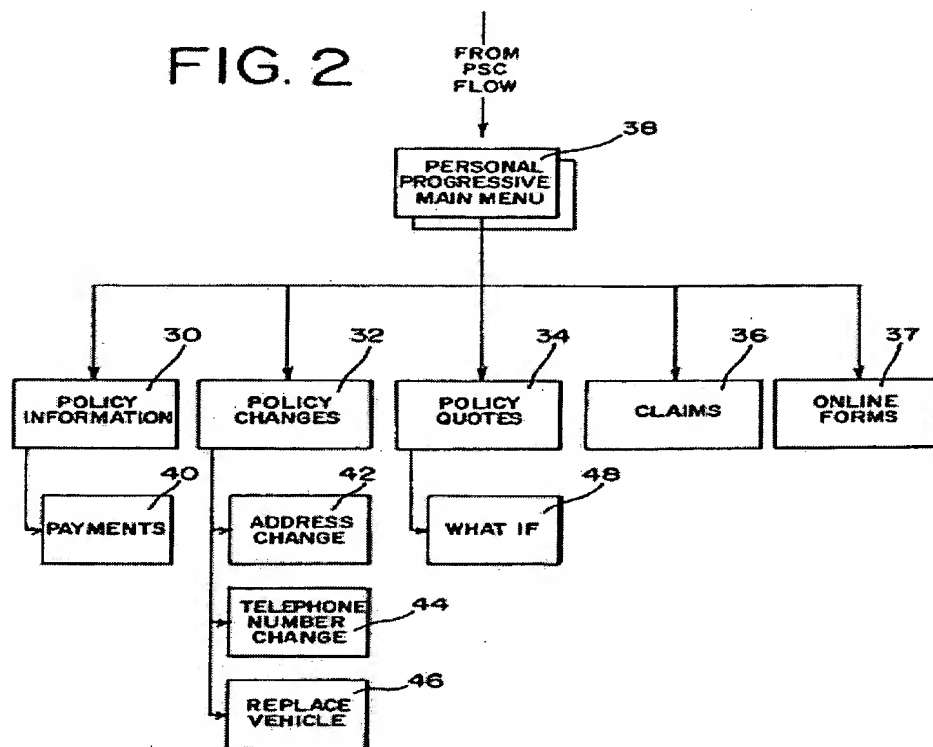 FIG. 2
FROM
PSC
FLOW
38
PERSONAL
PROGRESSIVE
MAIN MENU
30
32
34
36
37
POLICY
INFORMATION
POLICY
CHANGES
POLICY
QUOTES
CLAIMS
ONLINE
FORMS
40
42
48
PAYMENTS
ADDRESS
CHANGE
WHAT IF
TELEPHONE
NUMBER
CHANGE
44
46
REPLACE
VEHICLE